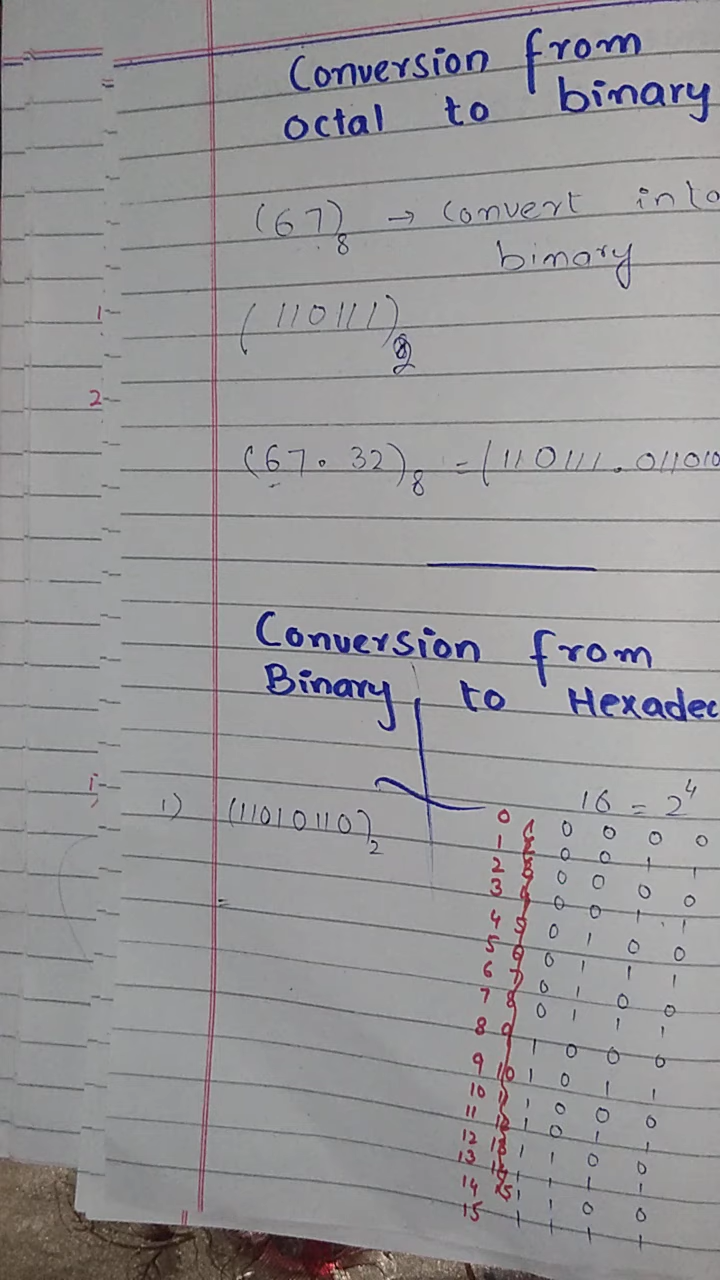 Conversion from
octal to binary
(67)8 → Convert into
binary
1
(110111)2
2
(67.32)8 = (110111.011010
Conversion from
Binary to Hexadec
i
16 = 2^4
1) (11010110)2
0 0 0 0 0
1 0 0 1 1
2 0 0 0 0
3 0 0 1 1
4 0 1 0 0
5 0 1 1 1
6 0 1 0 0
7 0 1 1 1
8 1 0 0 0
9 1 0 1 1
10 1 0 0 0
11 1 0 1 1
12 1 1 0 0
13 1 1 1 1
14 1 1 0 0
15 1 1 1 1